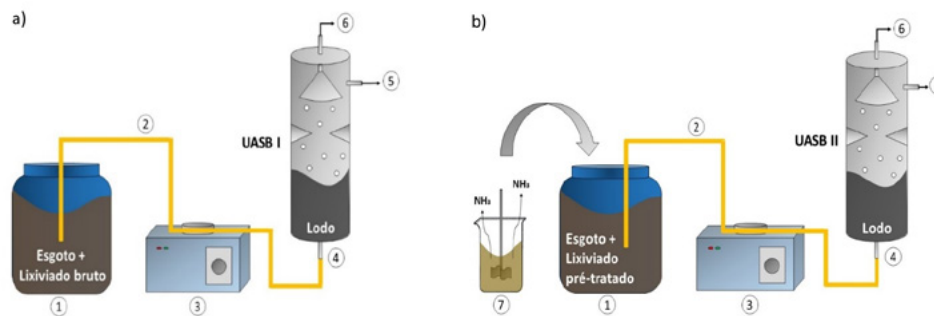 a)
6
5
2
UASB I
Esgoto +
Lixiviado bruto
Lodo
4
1
3
b)
6
2
UASB II
NH₃
NH₃
Esgoto +
Lixiviado
pré-tratado
Lodo
4
7
1
3